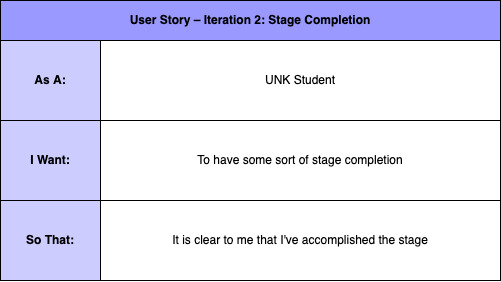 User Story – Iteration 2: Stage Completion
As A:
UNK Student
I Want:
To have some sort of stage completion
So That:
It is clear to me that I've accomplished the stage